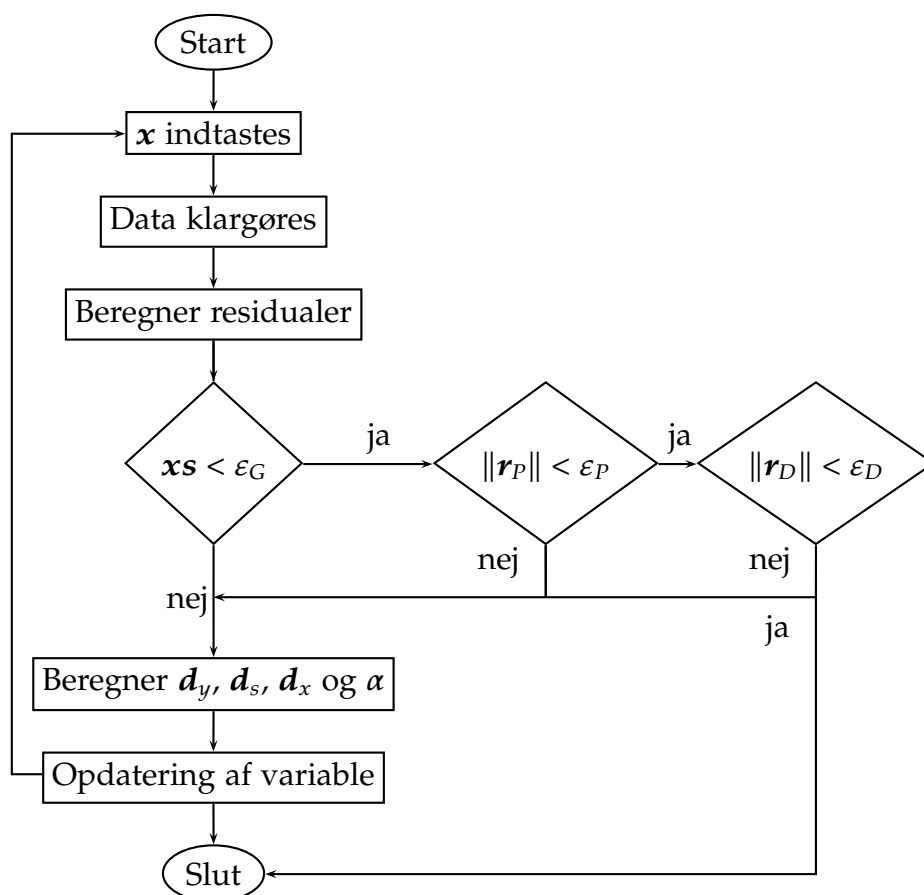 Start
x indtastes
Data klargøres
Beregner residualer
xs < ε_G
ja
‖r_P‖ < ε_P
ja
‖r_D‖ < ε_D
nej
nej
nej
ja
Beregner d_y, d_s, d_x og α
Opdatering af variable
Slut